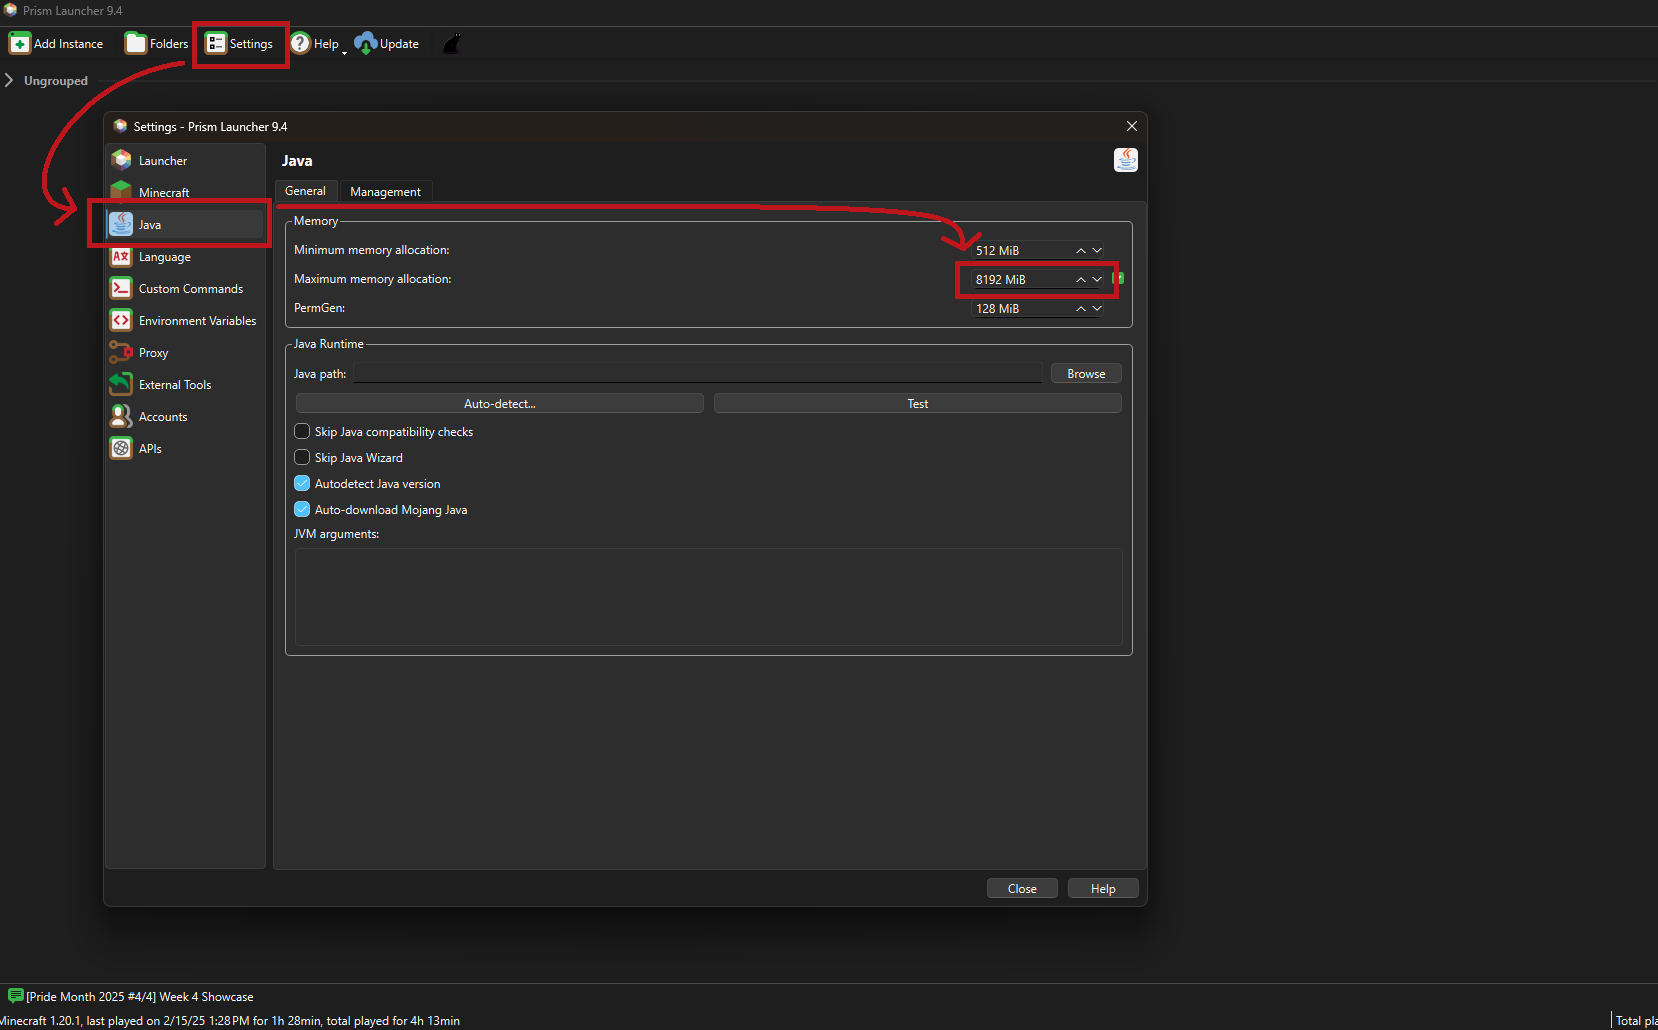 Prism Launcher 9.4
Add Instance Folders Settings Help Update
Ungrouped
Settings - Prism Launcher 9.4
Launcher
Minecraft
Java
Language
Custom Commands
Environment Variables
Proxy
External Tools
Accounts
APIs
Java
General Management
Memory
Minimum memory allocation: 512 MiB
Maximum memory allocation: 8192 MiB
PermGen: 128 MiB
Java Runtime
Java path: Browse
Auto-detect... Test
Skip Java compatibility checks
Skip Java Wizard
Autodetect Java version
Auto-download Mojang Java
JVM arguments:
Close Help
[Pride Month 2025 #4/4] Week 4 Showcase
Minecraft 1.20.1, last played on 2/15/25 1:28 PM for 1h 28min, total played for 4h 13min
Total pla